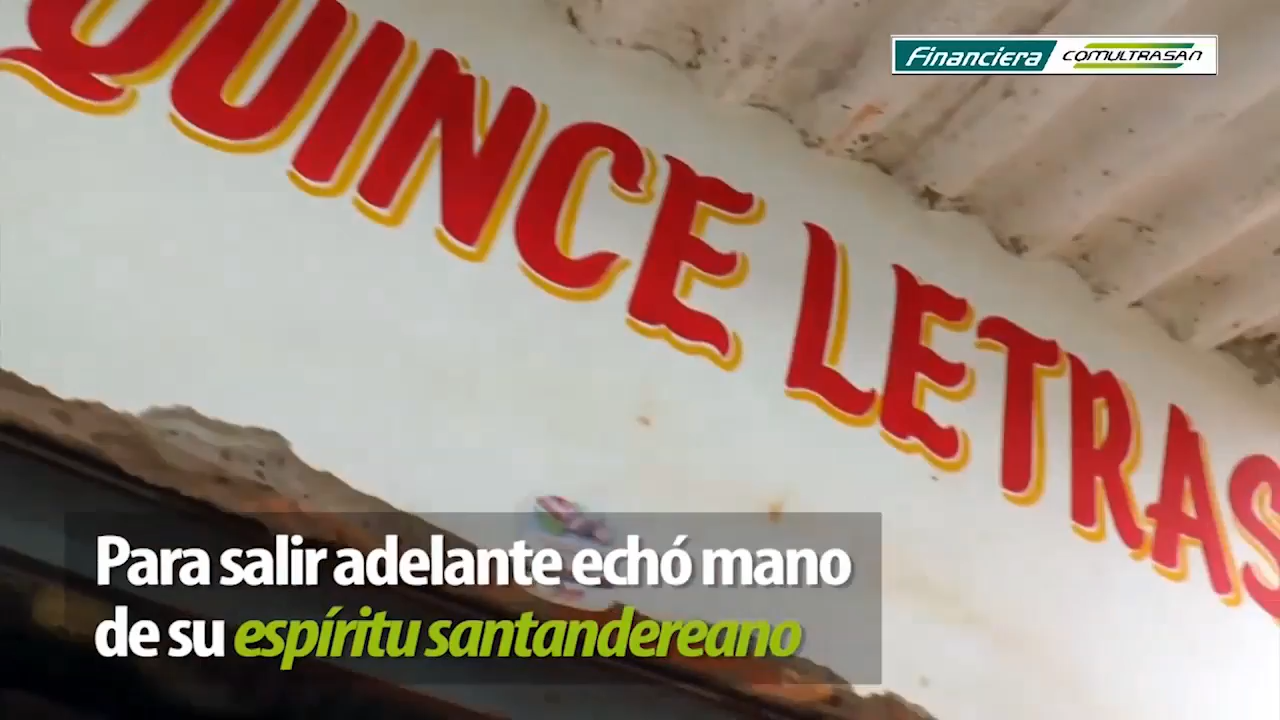 Financiera COMULTRASAN
QUINCE LETRAS
Para salir adelante echó mano
de su espíritu santandereano